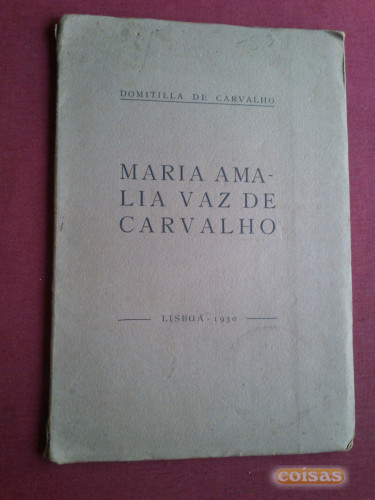 DOMITILLA DE CARVALHO
MARIA AMA-
LIA VAZ DE
CARVALHO
LISBOA - 1930
coisas